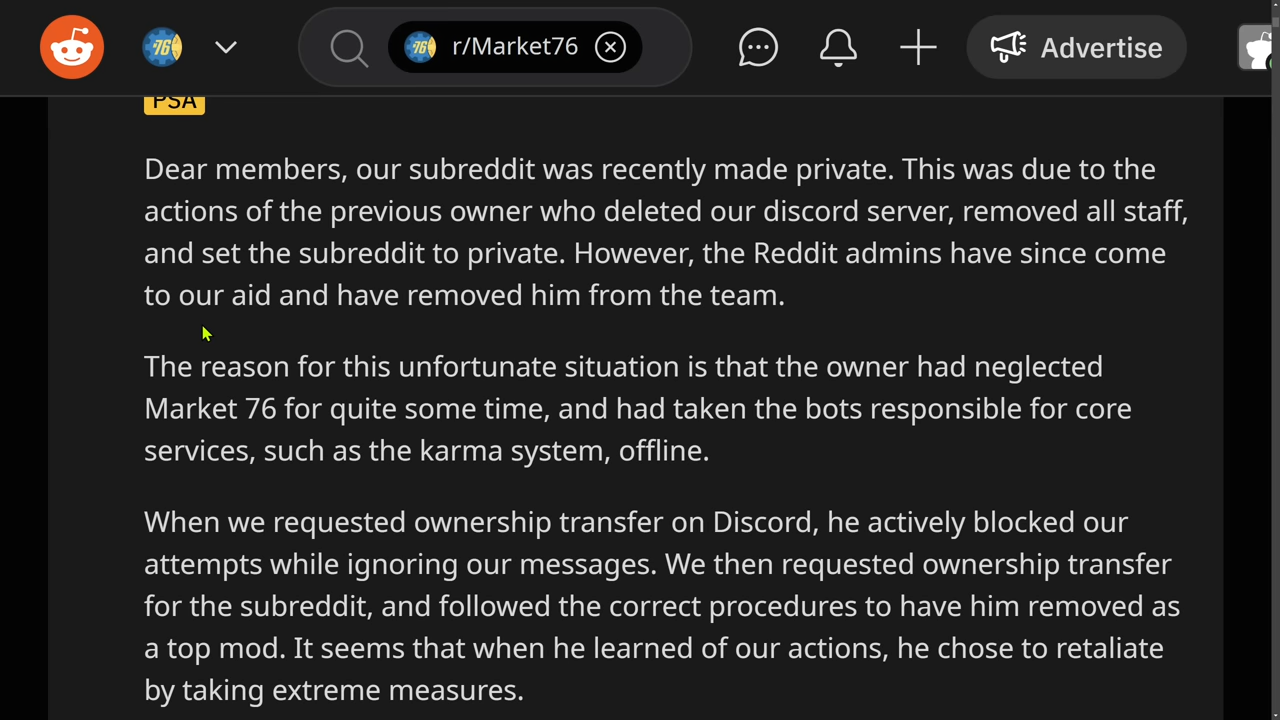 76
76
r/Market76
Advertise
PSA
Dear members, our subreddit was recently made private. This was due to the
actions of the previous owner who deleted our discord server, removed all staff,
and set the subreddit to private. However, the Reddit admins have since come
to our aid and have removed him from the team.
The reason for this unfortunate situation is that the owner had neglected
Market 76 for quite some time, and had taken the bots responsible for core
services, such as the karma system, offline.
When we requested ownership transfer on Discord, he actively blocked our
attempts while ignoring our messages. We then requested ownership transfer
for the subreddit, and followed the correct procedures to have him removed as
a top mod. It seems that when he learned of our actions, he chose to retaliate
by taking extreme measures.